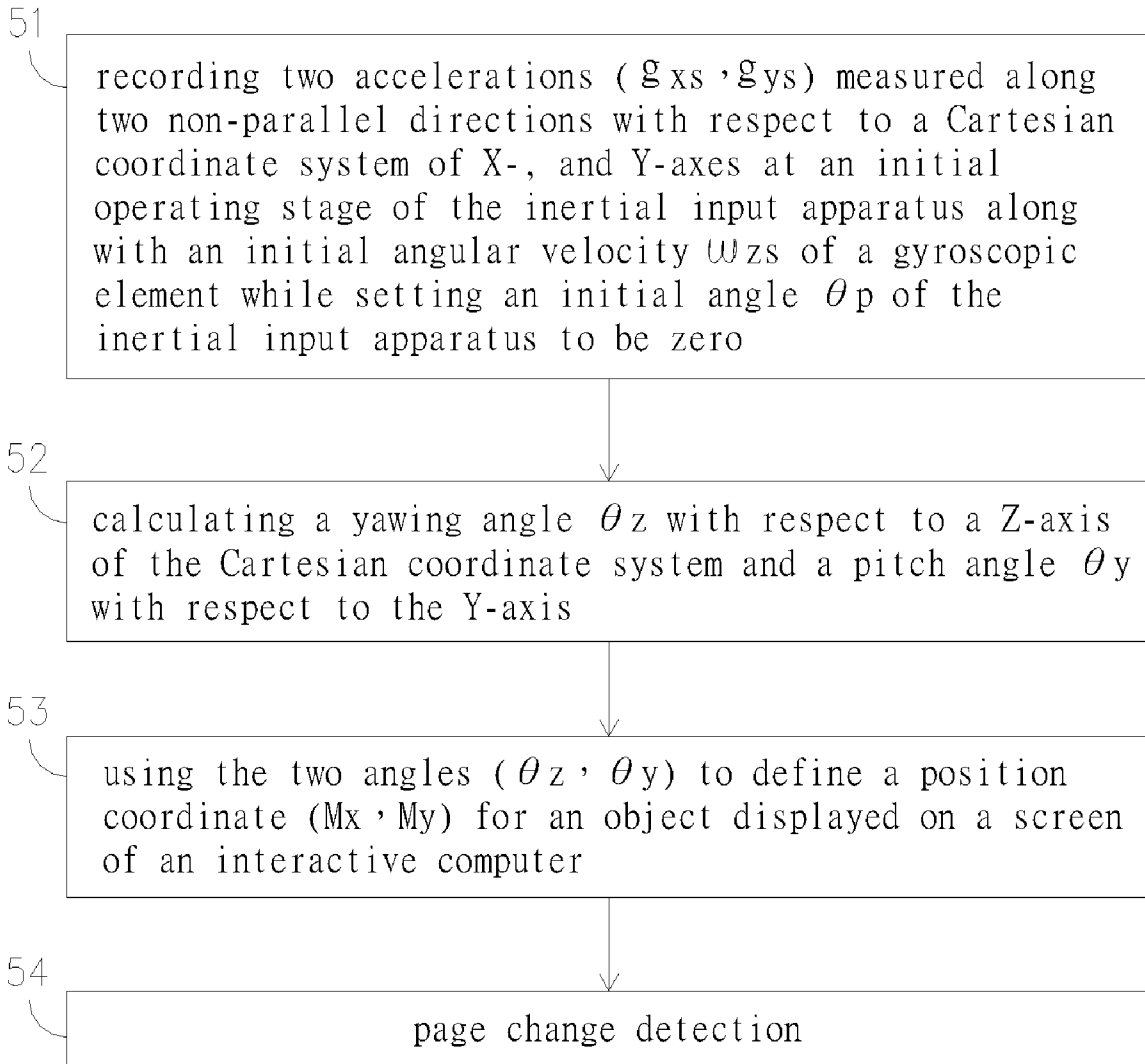 51
recording two accelerations (gxs,gys) measured along
two non-parallel directions with respect to a Cartesian
coordinate system of X-, and Y-axes at an initial
operating stage of the inertial input apparatus along
with an initial angular velocity ωzs of a gyroscopic
element while setting an initial angle θp of the
inertial input apparatus to be zero
52
calculating a yawing angle θz with respect to a Z-axis
of the Cartesian coordinate system and a pitch angle θy
with respect to the Y-axis
53
using the two angles (θz, θy) to define a position
coordinate (Mx, My) for an object displayed on a screen
of an interactive computer
54
page change detection